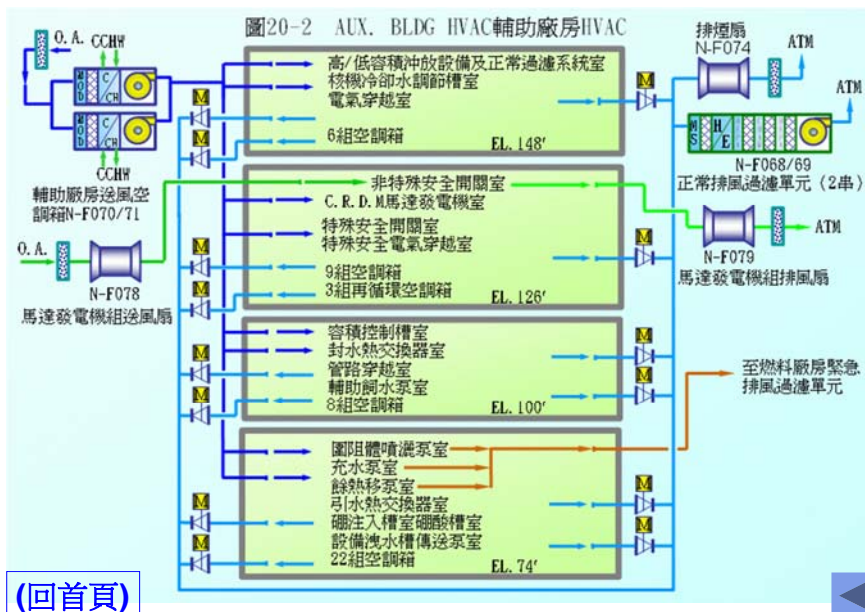 圖20-2 AUX. BLDG HVAC輔助廠房HVAC
O.A.
CCHW
MOD
C/CH
MOD
C/CH
CCHW
輔助廠房送風空
調箱N-F070/71
O.A.
N-F078
馬達發電機組送風扇
高/低容積沖放設備及正常過濾系統室
核機冷卻水調節槽室
電氣穿越室
6組空調箱
EL.148'
M
M
M
非特殊安全開關室
C.R.D.M馬達發電機室
特殊安全開關室
特殊安全電氣穿越室
9組空調箱
3組再循環空調箱
EL.126'
M
M
M
容積控制槽室
封水熱交換器室
管路穿越室
輔助飼水泵室
8組空調箱
EL.100'
M
M
M
M
圍阻體噴灑泵室
充水泵室
餘熱移泵室
引水熱交換器室
硼注入槽室硼酸槽室
設備洩水槽傳送泵室
22組空調箱
EL.74'
M
M
M
M
排煙扇
N-F074
ATM
ATM
MS
H/E
N-F068/69
正常排風過濾單元(2串)
ATM
N-F079
馬達發電機組排風扇
至燃料廠房緊急
排風過濾單元
(回首頁)